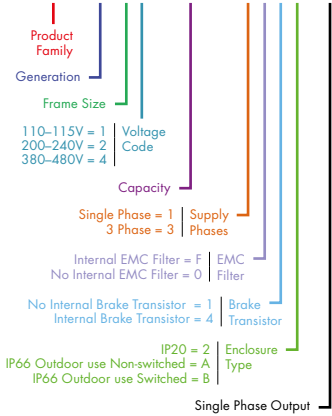 Product
Family
Generation
Frame Size
110–115V = 1
200–240V = 2
380–480V = 4
Voltage
Code
Capacity
Single Phase = 1
3 Phase = 3
Supply
Phases
Internal EMC Filter = F
No Internal EMC Filter = 0
EMC
Filter
No Internal Brake Transistor = 1
Internal Brake Transistor = 4
Brake
Transistor
IP20 = 2
IP66 Outdoor use Non-switched = A
IP66 Outdoor use Switched = B
Enclosure
Type
Single Phase Output